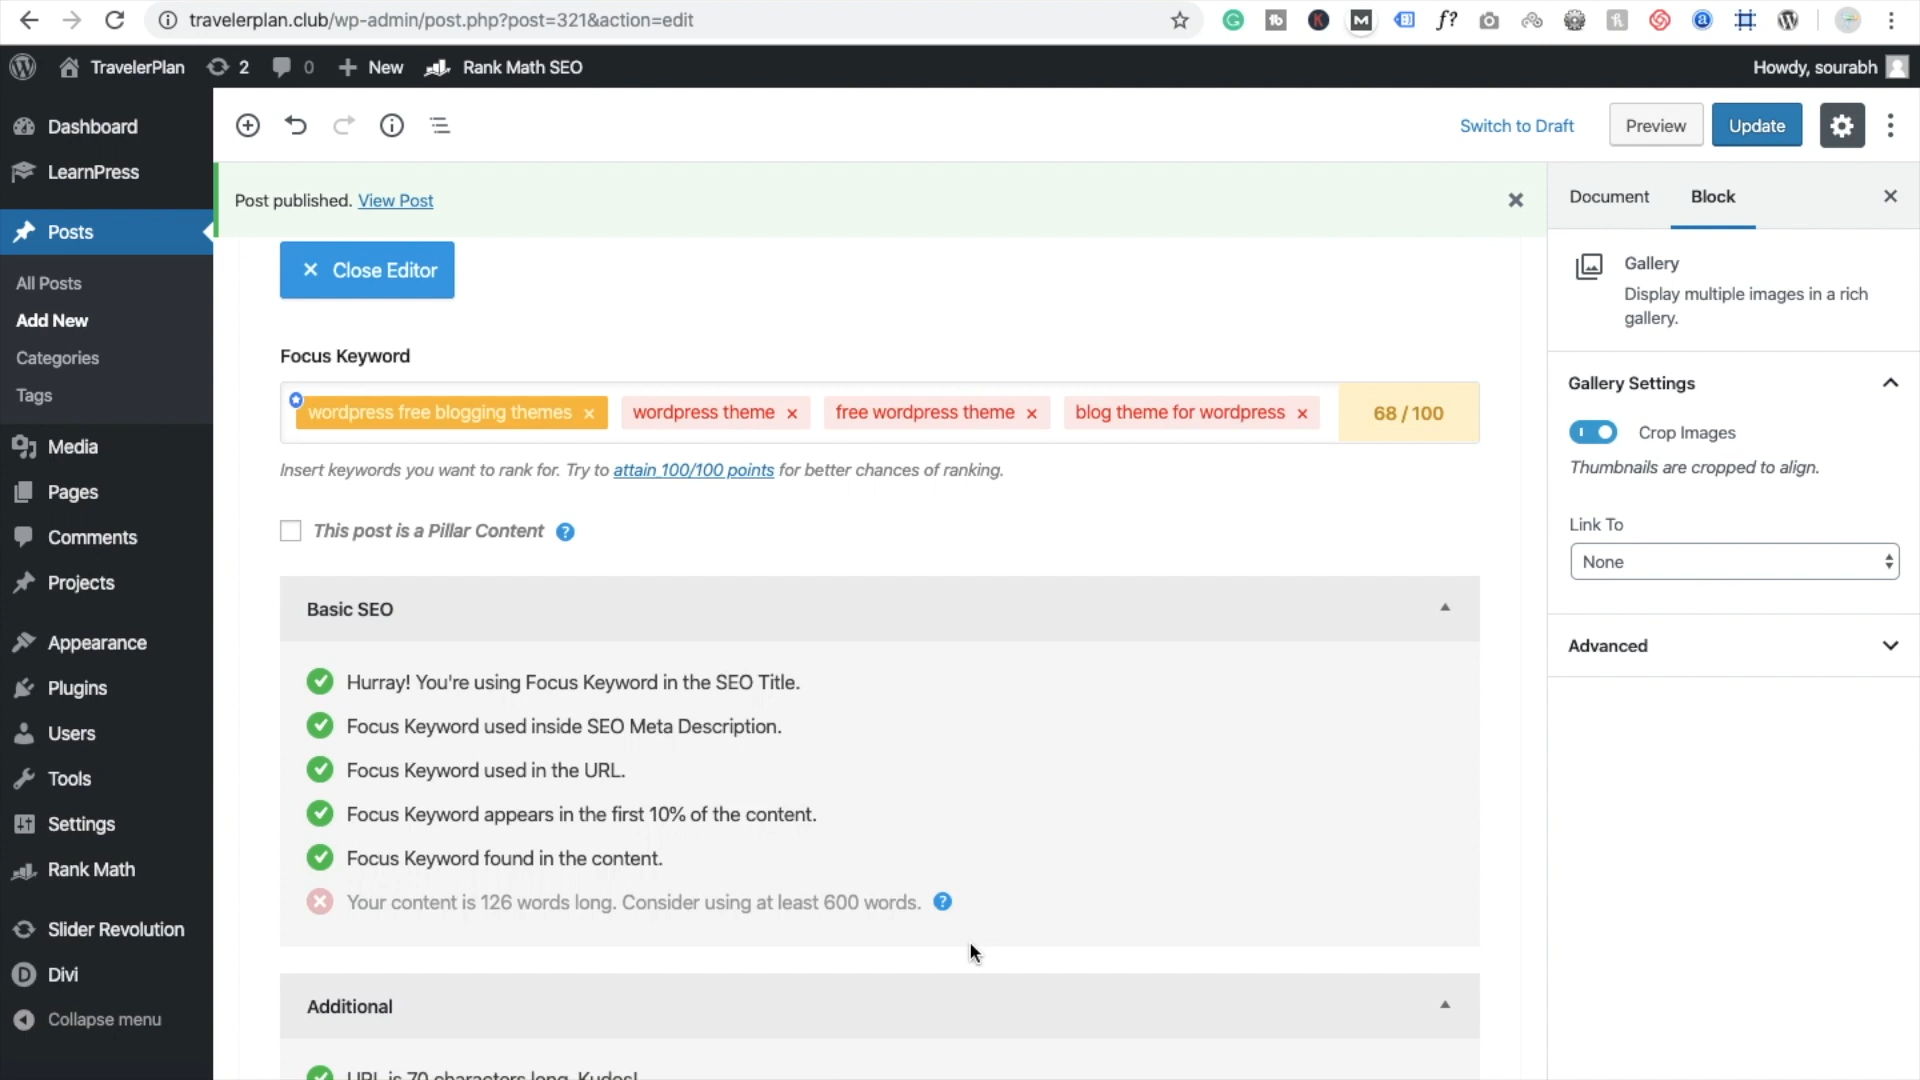 travelerplan.club/wp-admin/post.php?post=321&action=edit
TravelerPlan
2
0
New
Rank Math SEO
Howdy, sourabh
Dashboard
LearnPress
Posts
All Posts
Add New
Categories
Tags
Media
Pages
Comments
Projects
Appearance
Plugins
Users
Tools
Settings
Rank Math
Slider Revolution
Divi
Collapse menu
Switch to Draft
Preview
Update
Post published. View Post
Close Editor
Focus Keyword
wordpress free blogging themes ×
wordpress theme ×
free wordpress theme ×
blog theme for wordpress ×
68 / 100
Insert keywords you want to rank for. Try to attain 100/100 points for better chances of ranking.
This post is a Pillar Content ?
Basic SEO
Hurray! You're using Focus Keyword in the SEO Title.
Focus Keyword used inside SEO Meta Description.
Focus Keyword used in the URL.
Focus Keyword appears in the first 10% of the content.
Focus Keyword found in the content.
Your content is 126 words long. Consider using at least 600 words. ?
Additional
URL is 70 characters long. Kudos!
Document
Block
Gallery
Display multiple images in a rich
gallery.
Gallery Settings
Crop Images
Thumbnails are cropped to align.
Link To
None
Advanced